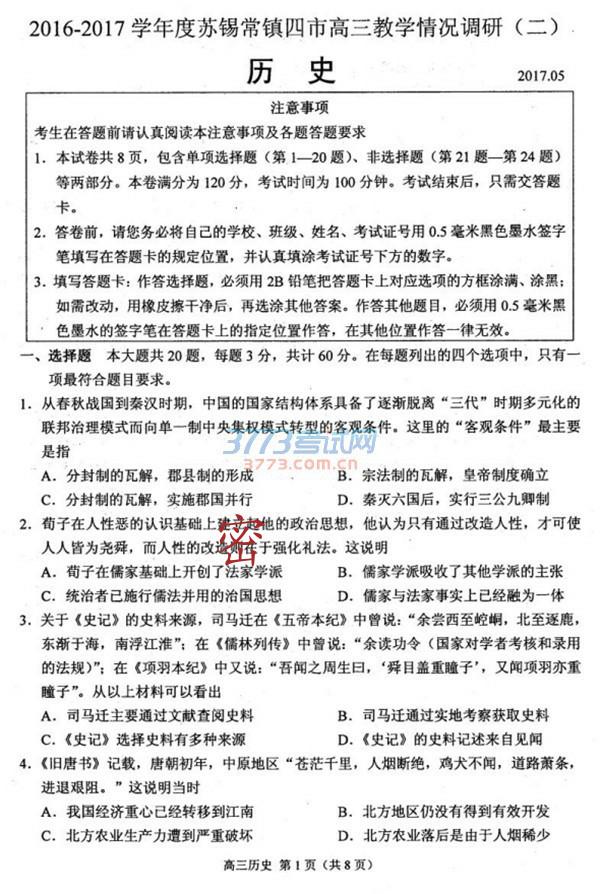 2016-2017 学年度苏锡常镇四市高三教学情况调研（二）
历 史
2017.05
注意事项
考生在答题前请认真阅读本注意事项及各题答题要求
1．本试卷共 8 页，包含单项选择题（第 1—20 题）、非选择题（第 21 题—第 24 题）
等两部分。本卷满分为 120 分，考试时间为 100 分钟。考试结束后，只需交答题
卡。
2．答卷前，请您务必将自己的学校、班级、姓名、考试证号用 0.5 毫米黑色墨水签字
笔填写在答题卡的规定位置，并认真填涂考试证号下方的数字。
3．填写答题卡：作答选择题，必须用 2B 铅笔把答题卡上对应选项的方框涂满、涂黑；
如需改动，用橡皮擦干净后，再选涂其他答案。作答其他题目，必须用 0.5 毫米黑
色墨水的签字笔在答题卡上的指定位置作答，在其他位置作答一律无效。
一、选择题　本大题共 20 题，每题 3 分，共计 60 分。在每题列出的四个选项中，只有一
项最符合题目要求。
1．从春秋战国到秦汉时期，中国的国家结构体系具备了逐渐脱离“三代”时期多元化的
联邦治理模式而向单一制中央集权模式转型的客观条件。这里的“客观条件”最主要
是指
A．分封制的瓦解，郡县制的形成　B．宗法制的瓦解，皇帝制度确立
C．分封制的瓦解，实施郡国并行　D．秦灭六国后，实行三公九卿制
3773考试网
3773.com.cn
2．荀子在人性恶的认识基础上建立起他的政治思想，他认为只有通过改造人性，才可使
人人皆为尧舜，而人性的改造则在于强化礼法。这说明
密
A．荀子在儒家基础上开创了法家学派　B．儒家学派吸收了其他学派的主张
C．统治者已施行儒法并用的治国思想　D．儒家与法家事实上已经融为一体
3．关于《史记》的史料来源，司马迁在《五帝本纪》中曾说：“余尝西至崆峒，北至逐鹿，
东渐于海，南浮江淮”；在《儒林列传》中曾说：“余读功令（国家对学者考核和录用
的法规）”；在《项羽本纪》中又说：“吾闻之周生曰，‘舜目盖重瞳子’，又闻项羽亦重
瞳子”。从以上材料可以看出
A．司马迁主要通过文献查阅史料　B．司马迁通过实地考察获取史料
C．《史记》选择史料有多种来源　D．《史记》的史料记述来自见闻
4．《旧唐书》记载，唐朝初年，中原地区“苍茫千里，人烟断绝，鸡犬不闻，道路萧条，
进退艰阻。”这说明当时
A．我国经济重心已经转移到江南　B．北方地区仍没有得到有效开发
C．北方农业生产力遭到严重破坏　D．北方农业落后是由于人烟稀少
高三历史 第 1 页（共 8 页）